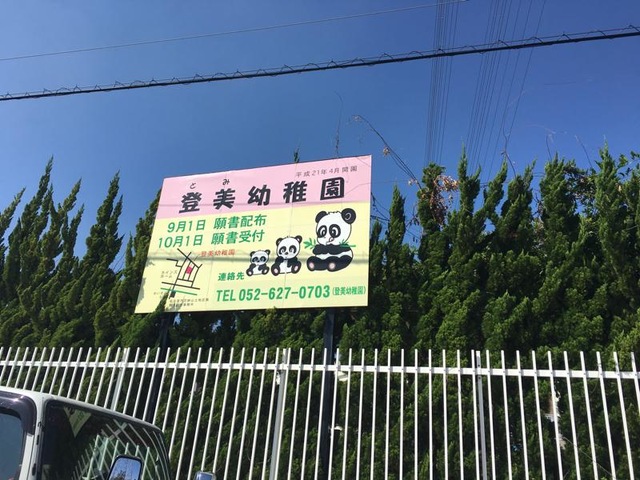 平成21年4月開園
とみ
登美幼稚園
9月1日 願書配布
10月1日 願書受付
登美幼稚園
連絡先
TEL 052-627-0703 (登美幼稚園)